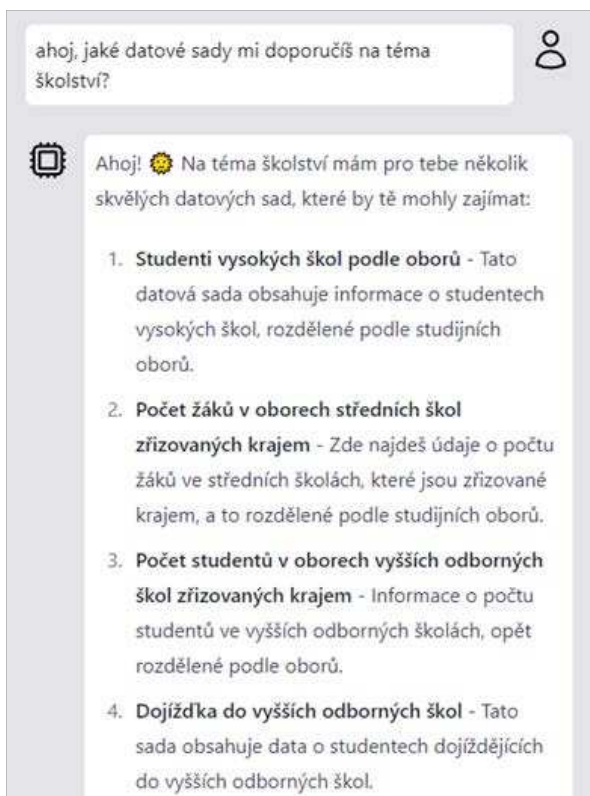 ahoj, jaké datové sady mi doporučíš na téma
školství?
Ahoj! 🌞 Na téma školství mám pro tebe několik
skvělých datových sad, které by tě mohly zajímat:
1. Studenti vysokých škol podle oborů - Tato
datová sada obsahuje informace o studentech
vysokých škol, rozdělené podle studijních
oborů.
2. Počet žáků v oborech středních škol
zřizovaných krajem - Zde najdeš údaje o počtu
žáků ve středních školách, které jsou zřizované
krajem, a to rozdělené podle studijních oborů.
3. Počet studentů v oborech vyšších odborných
škol zřizovaných krajem - Informace o počtu
studentů ve vyšších odborných školách, opět
rozdělené podle oborů.
4. Dojížďka do vyšších odborných škol - Tato
sada obsahuje data o studentech dojíždějících
do vyšších odborných škol.